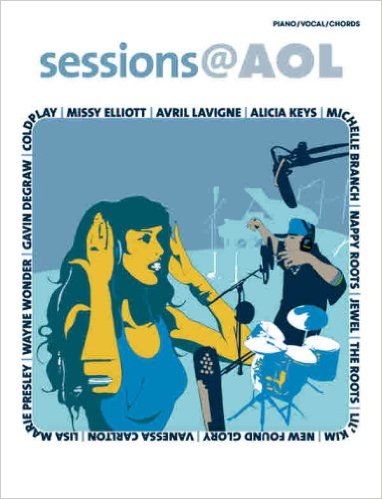 PIANO/VOCAL/CHORDS
sessions@AOL
COLDPLAY | MISSY ELLIOTT | AVRIL LAVIGNE | ALICIA KEYS | MICHELLE BRANCH | NAPPY ROOTS | JEWEL | THE ROOTS | LIL' KIM | NEW FOUND GLORY | VANESSA CARLTON | LISA MARIE PRESLEY | WAYNE WONDER | GAVIN DEGRAW |